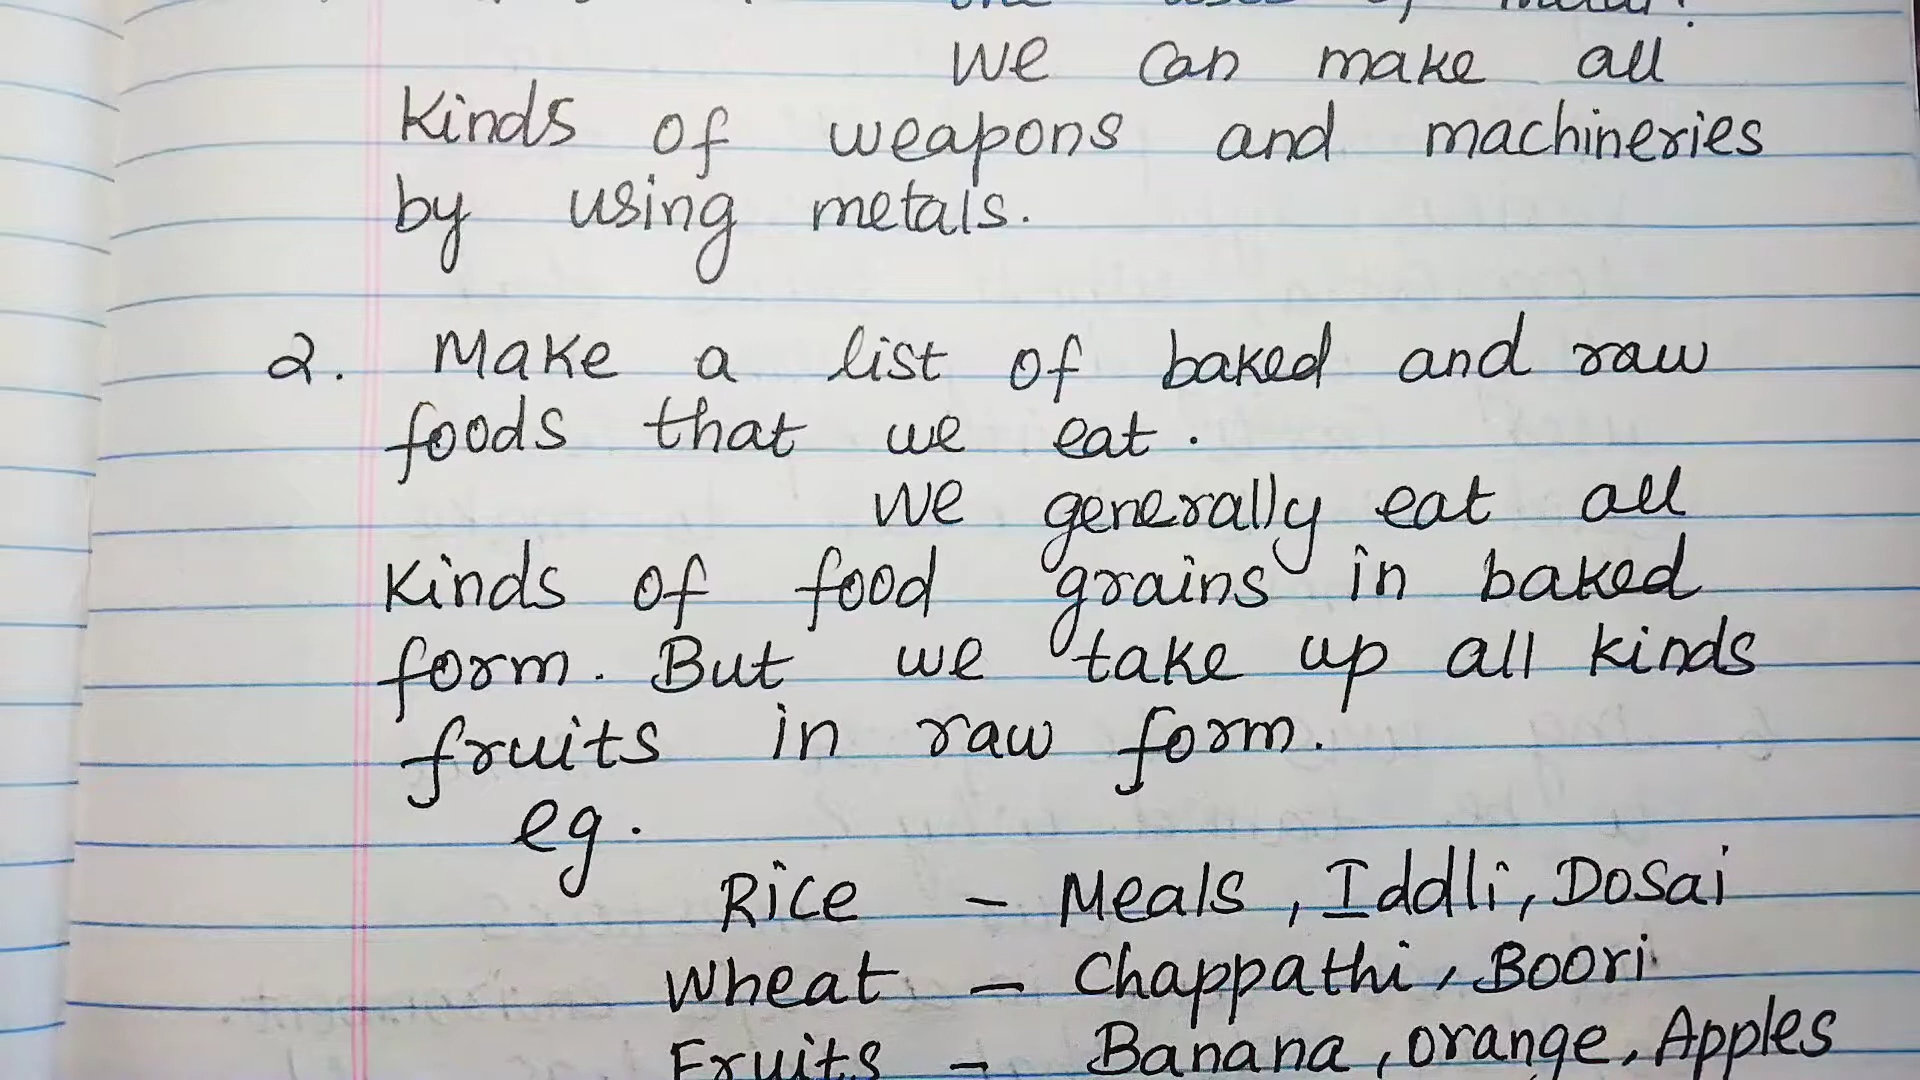 We can make all
kinds of weapons and machineries
by using metals.
2. Make a list of baked and raw
foods that we eat.
We generally eat all
kinds of food grains in baked
form. But we take up all kinds
fruits in raw form.
eg.
Rice - Meals, Iddli, Dosai
Wheat - Chappathi, Boori
Fruits - Banana, orange, Apples